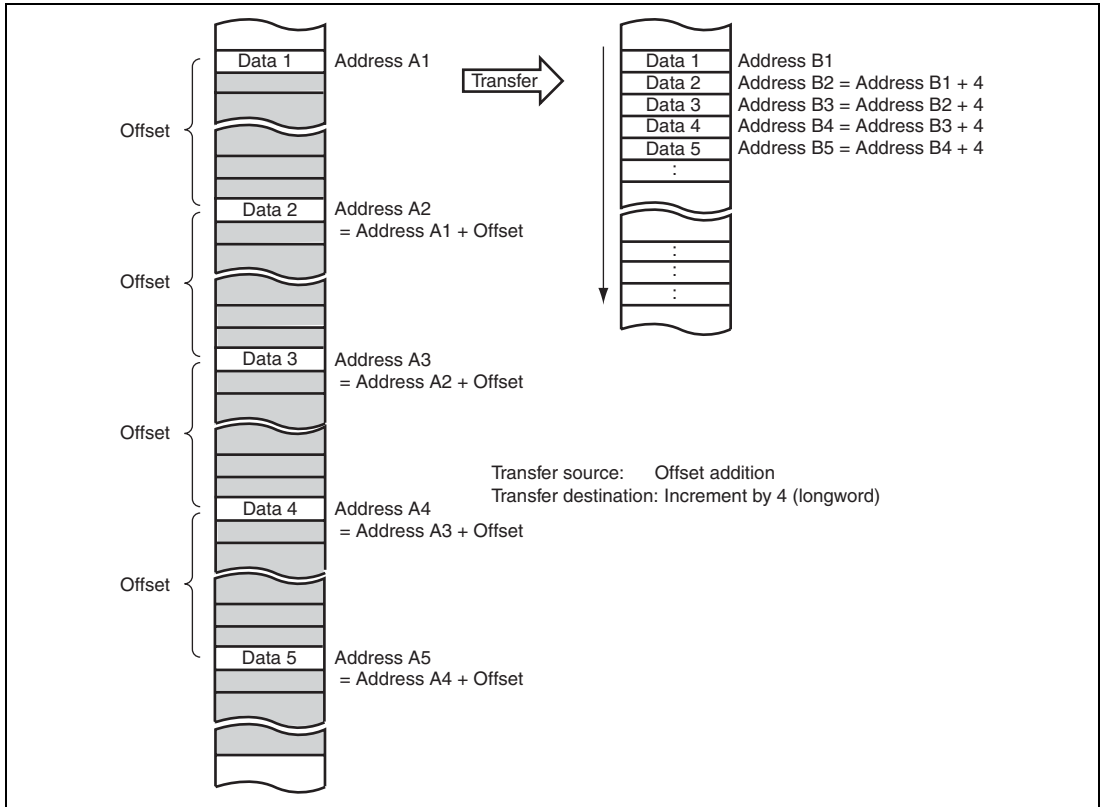 Data 1
Address A1
Transfer
Data 1
Address B1
Data 2
Address B2 = Address B1 + 4
Data 3
Address B3 = Address B2 + 4
Data 4
Address B4 = Address B3 + 4
Data 5
Address B5 = Address B4 + 4
:
Offset
Data 2
Address A2
= Address A1 + Offset
:
:
:
Offset
Data 3
Address A3
= Address A2 + Offset
Offset
Transfer source: Offset addition
Transfer destination: Increment by 4 (longword)
Data 4
Address A4
= Address A3 + Offset
Offset
Data 5
Address A5
= Address A4 + Offset